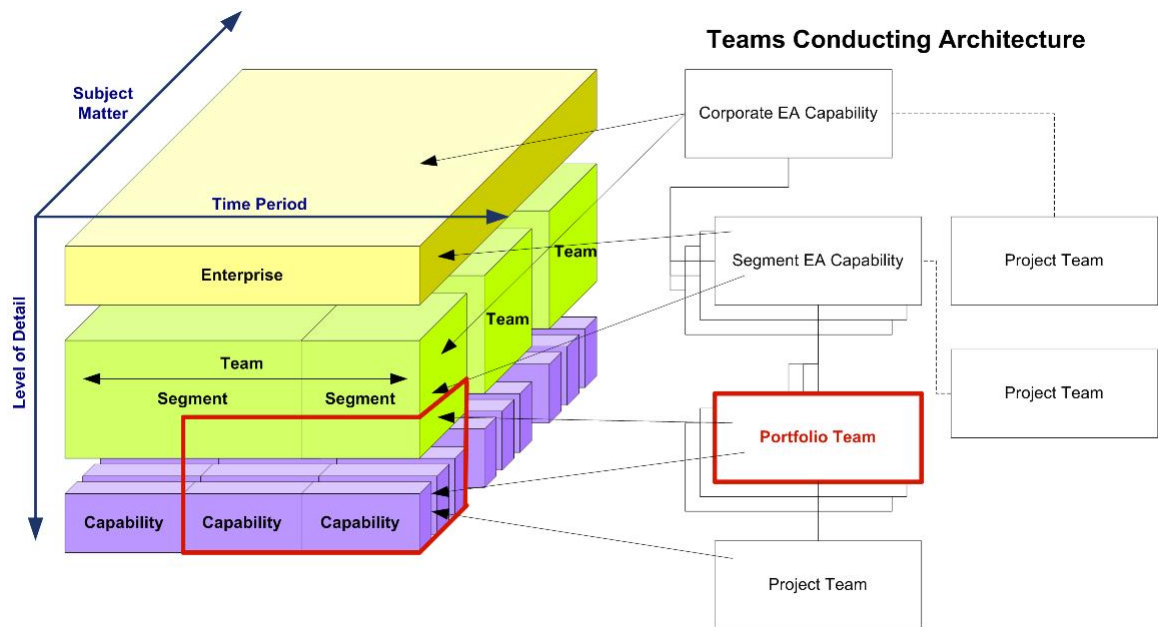 Teams Conducting Architecture
Subject
Matter
Corporate EA Capability
Time Period
Team
Segment EA Capability
Project Team
Enterprise
Team
Level of Detail
Team
Project Team
Segment
Segment
Portfolio Team
Capability
Capability
Capability
Project Team